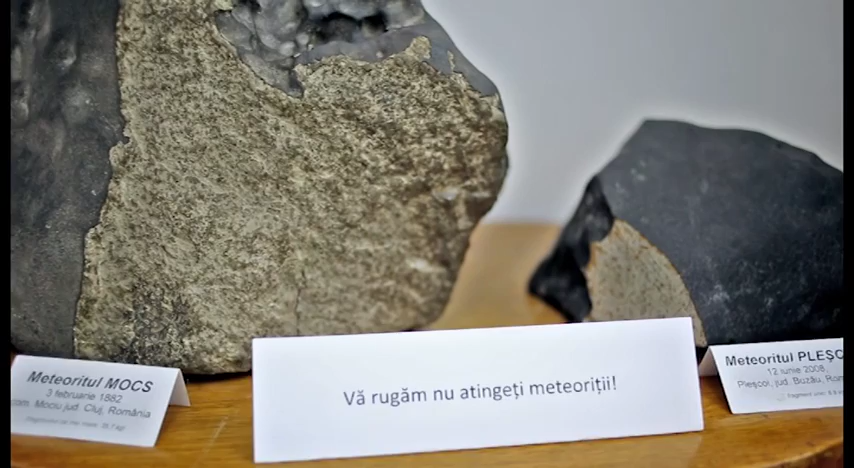 Meteoritul MOCS
3 februarie 1882
com. Mociu jud. Cluj, România
Vă rugăm nu atingeți meteoriții!
Meteoritul PLEȘC
12 iunie 2008,
Pleșcoi, jud. Buzău, Ro